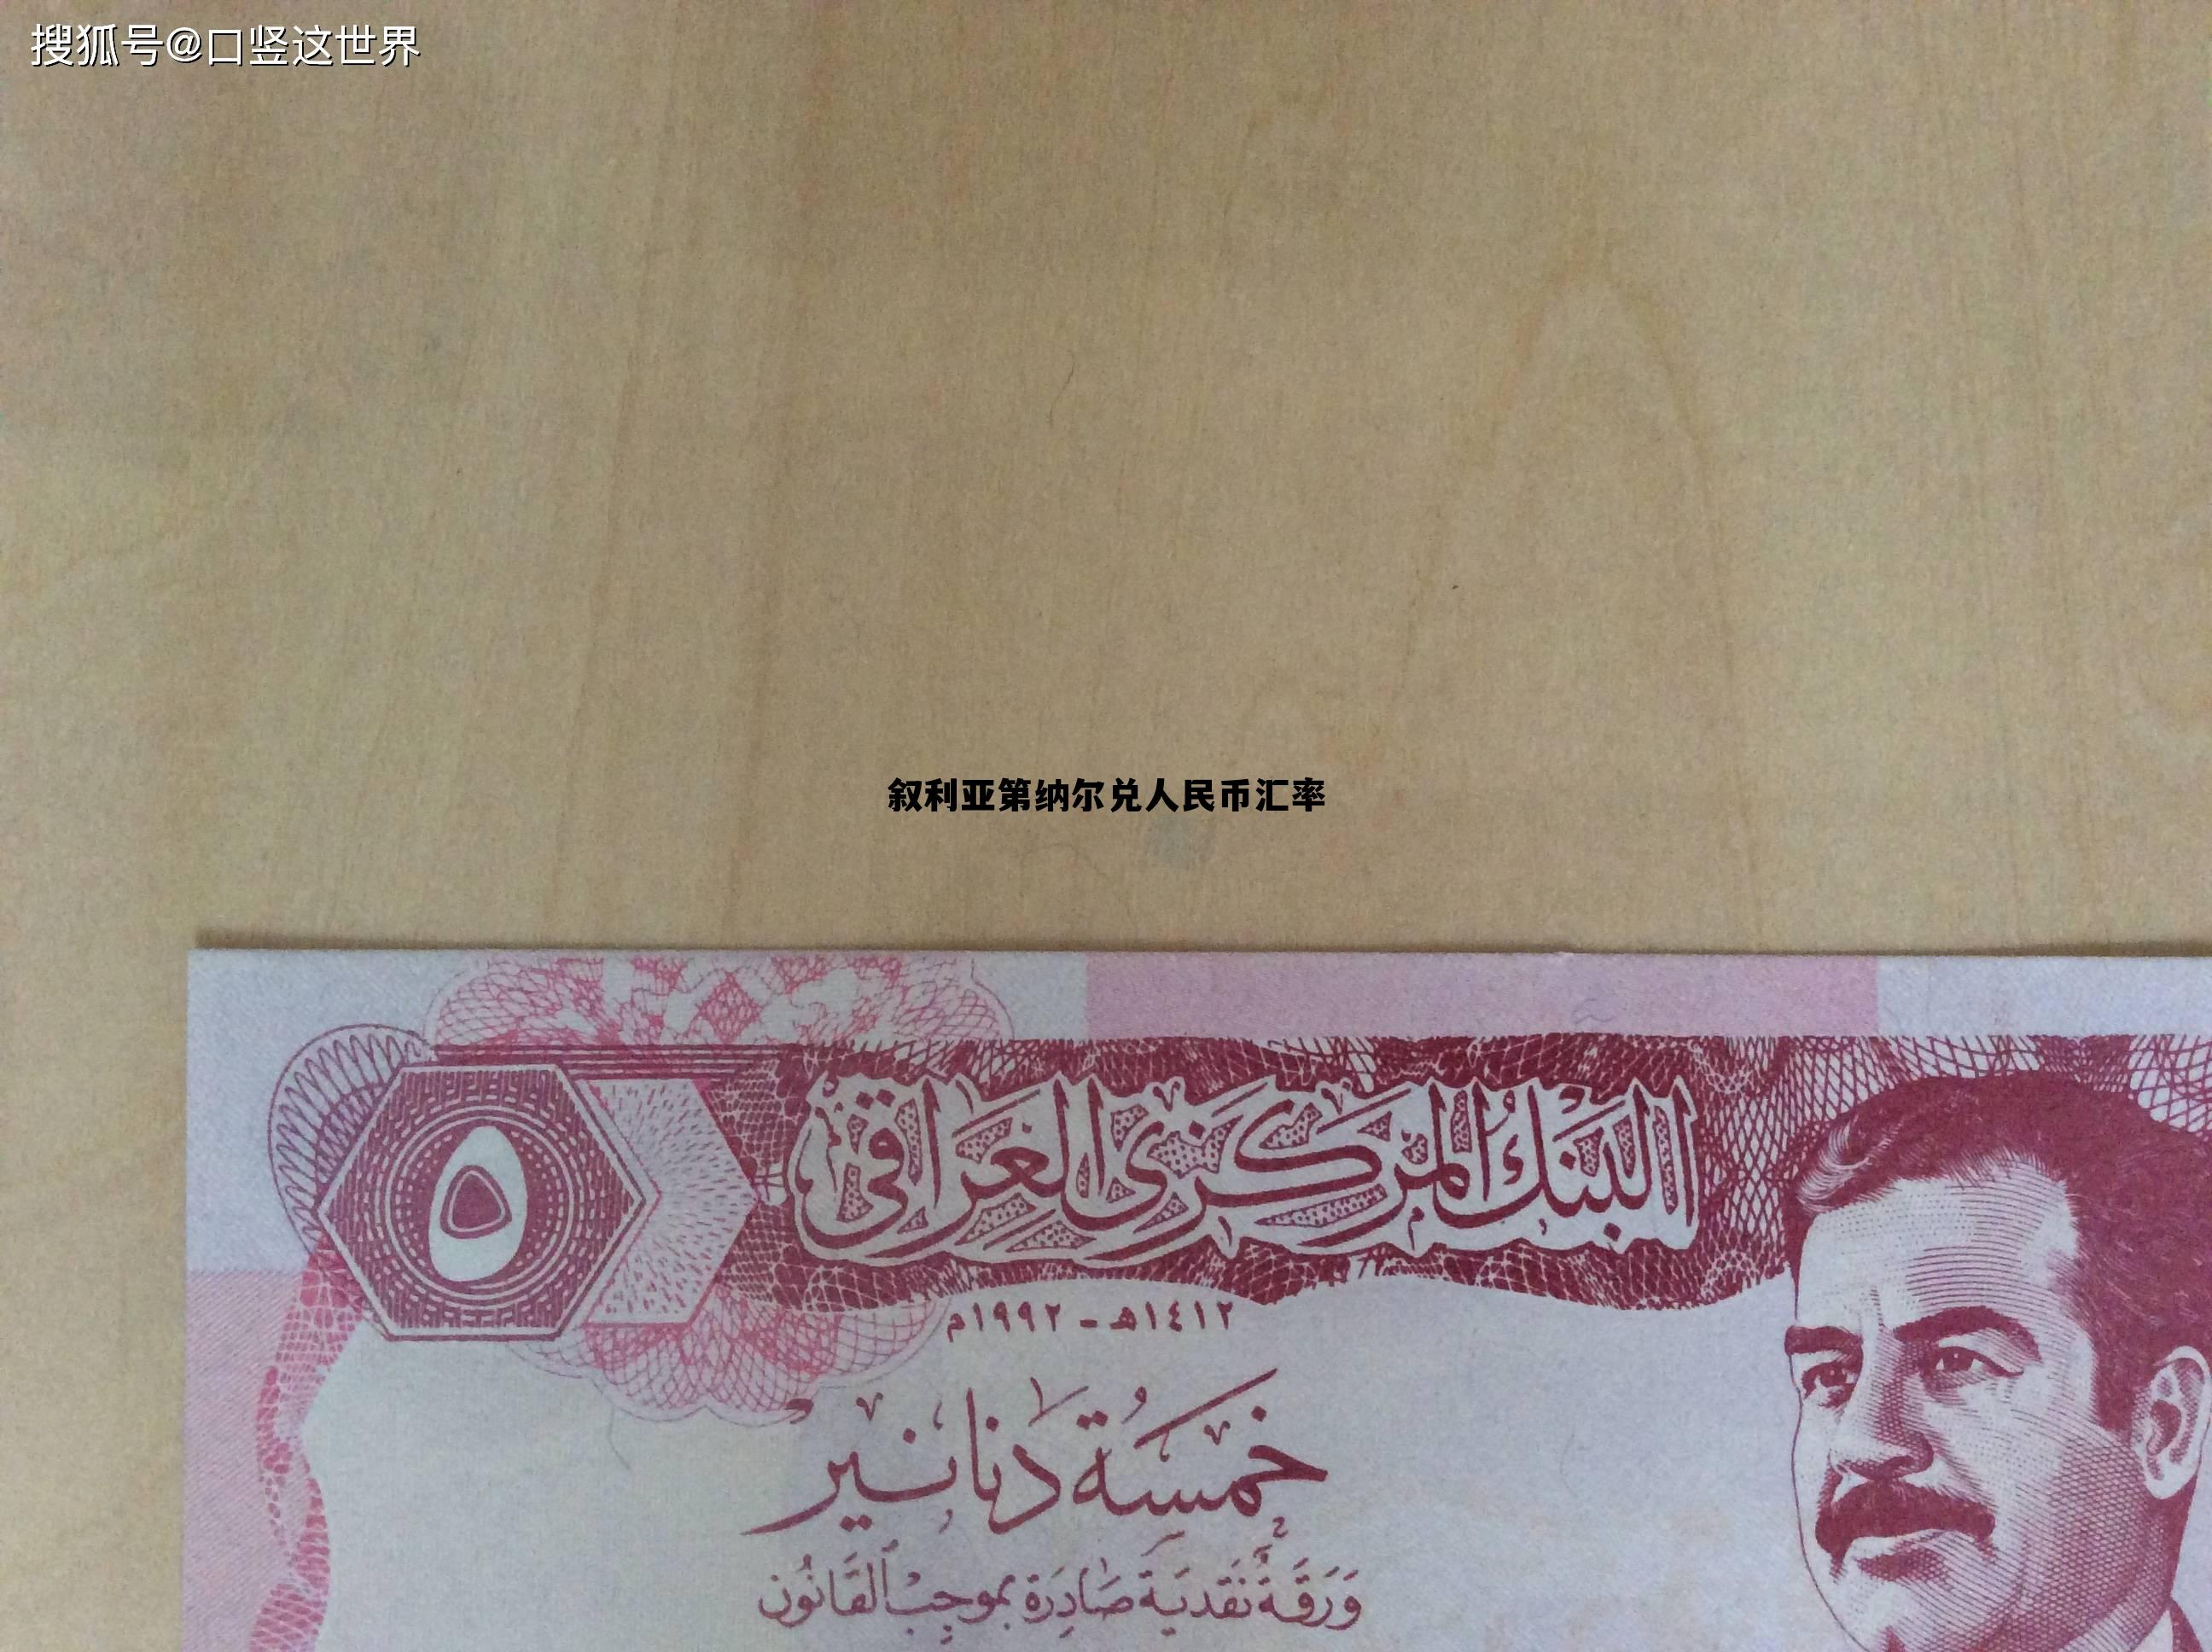 搜狐号@口竖这世界
叙利亚第纳尔兑人民币汇率
البنك المركزي العراقي
٥
١٤١٢هـ - ١٩٩٢م
خمسة دنانير
ورقة نقدية صادرة بموجب القانون